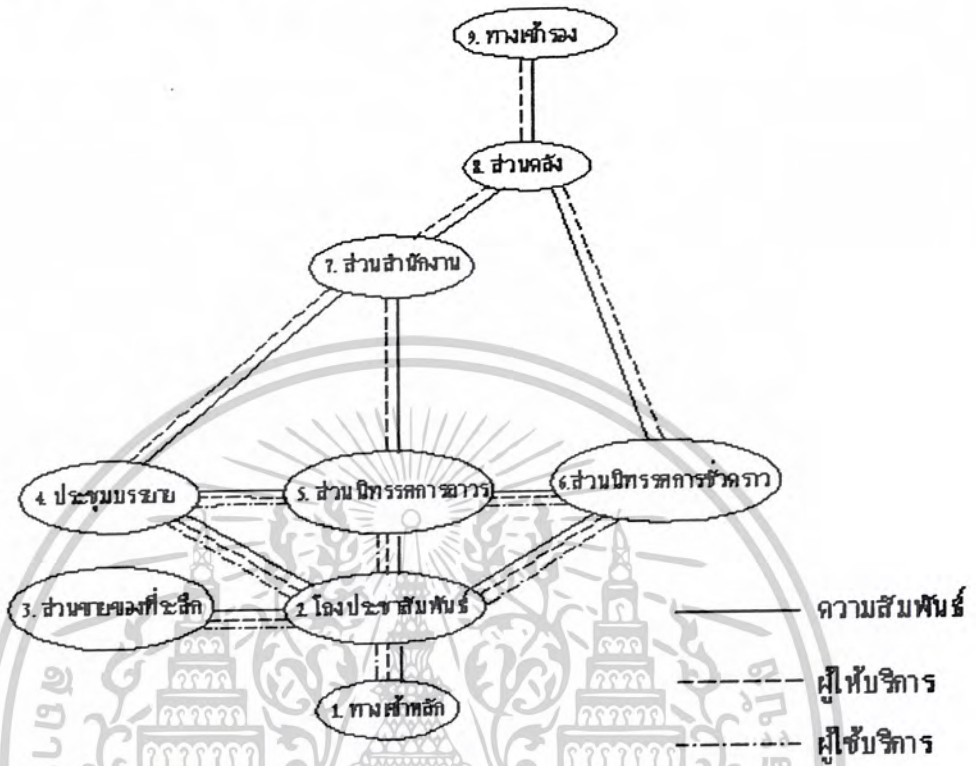 9. ทางเข้ารอง
8. ส่วนคลัง
7. ส่วนสำนักงาน
4. ประชุมบรรยาย
5. ส่วนนิทรรศการถาวร
6. ส่วนนิทรรศการชั่วคราว
3. ส่วนขายของที่ระลึก
2. โถงประชาสัมพันธ์
1. ทางเข้าหลัก
ความสัมพันธ์
ผู้ให้บริการ
ผู้ใช้บริการ